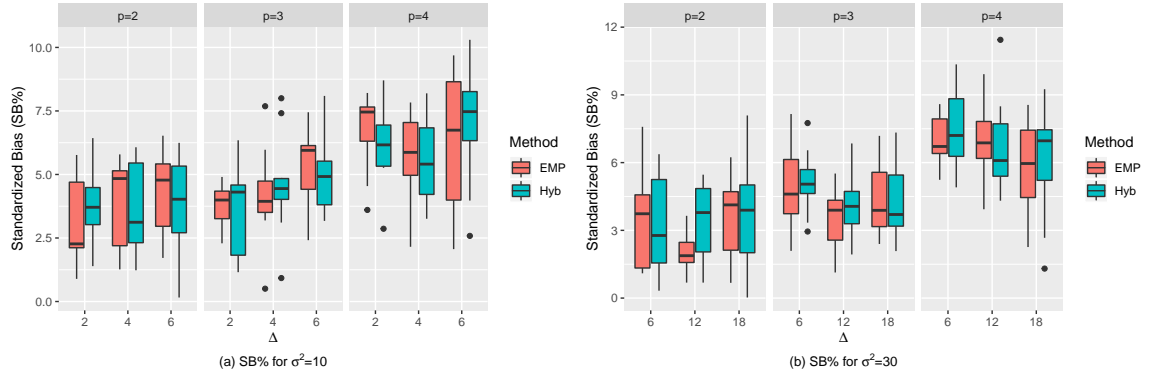 p=2
p=3
p=4
10.0
7.5
5.0
2.5
0.0
Standardized Bias (SB%)
2
4
6
2
4
6
2
4
6
Δ
Method
EMP
Hyb
(a) SB% for σ²=10
p=2
p=3
p=4
12
9
6
3
0
Standardized Bias (SB%)
6
12
18
6
12
18
6
12
18
Δ
Method
EMP
Hyb
(b) SB% for σ²=30